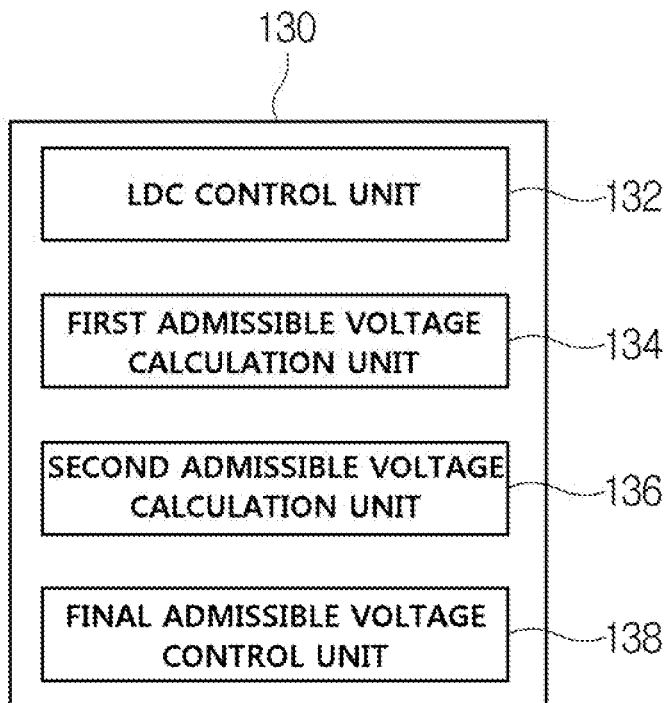 130
LDC CONTROL UNIT
132
FIRST ADMISSIBLE VOLTAGE
CALCULATION UNIT
134
SECOND ADMISSIBLE VOLTAGE
CALCULATION UNIT
136
FINAL ADMISSIBLE VOLTAGE
CONTROL UNIT
138